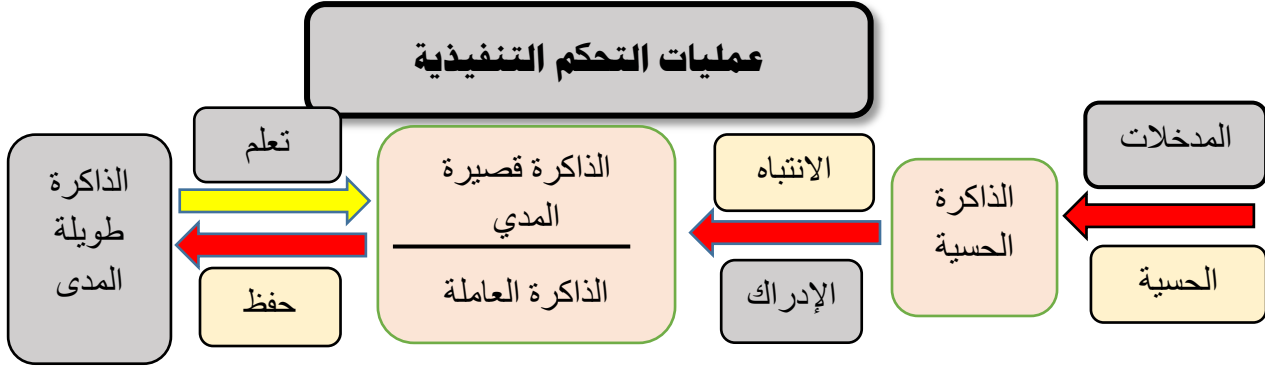 عمليات التحكم التنفيذية
المدخلات
الحسية
الذاكرة
الحسية
الانتباه
الإدراك
الذاكرة قصيرة
المدي
الذاكرة العاملة
تعلم
حفظ
الذاكرة
طويلة
المدى